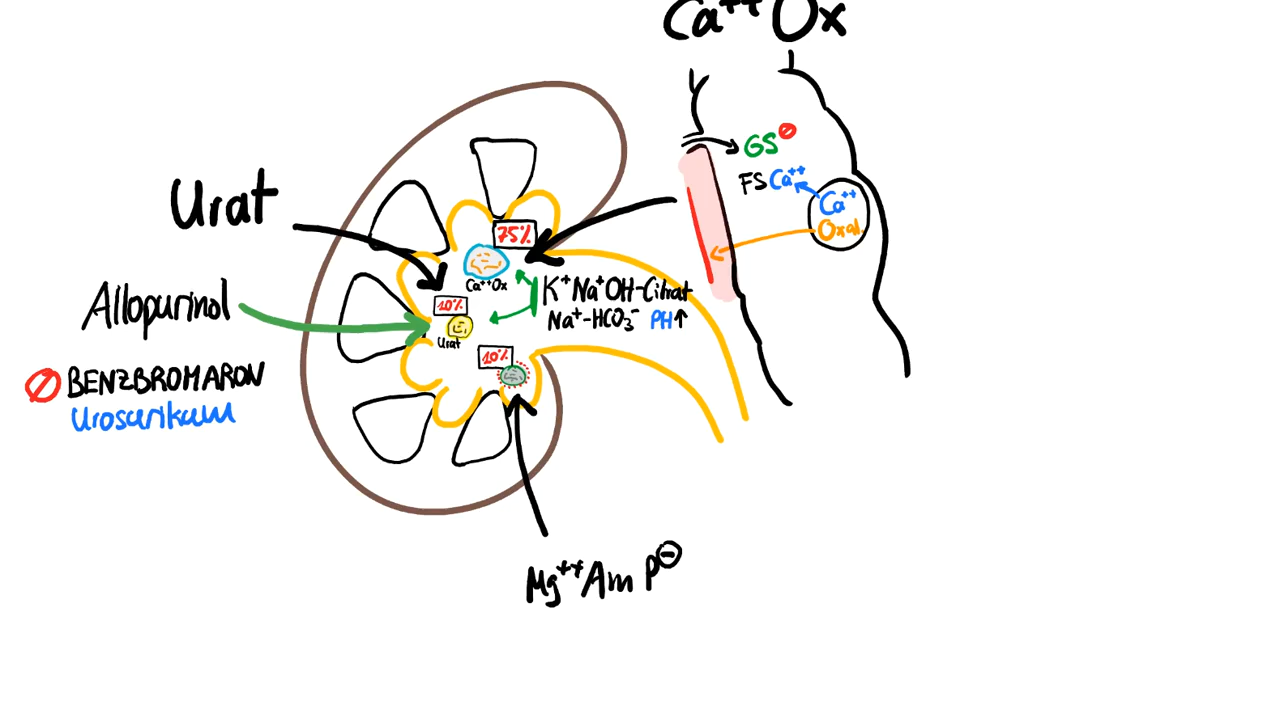 Ca++Ox
GS
FS Ca++
Ca++
Oxal.
Urat
75%
Ca++Ox
K+Na+OH-Citrat
Na+-HCO3- PH↑
Allopurinol
10%
Urat
10%
BENZBROMARON
Urosurikum
Mg++Am P⊖